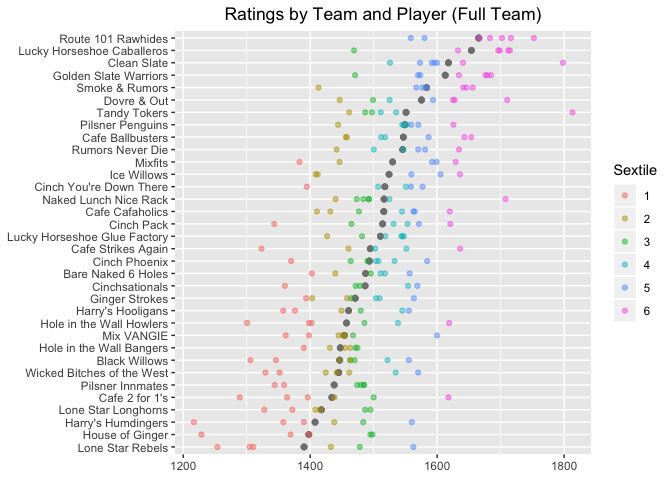 Ratings by Team and Player (Full Team)
Route 101 Rawhides
Lucky Horseshoe Caballeros
Clean Slate
Golden Slate Warriors
Smoke & Rumors
Dovre & Out
Tandy Tokers
Pilsner Penguins
Cafe Ballbusters
Rumors Never Die
Mixfits
Ice Willows
Cinch You're Down There
Naked Lunch Nice Rack
Cafe Cafaholics
Cinch Pack
Lucky Horseshoe Glue Factory
Cafe Strikes Again
Cinch Phoenix
Bare Naked 6 Holes
Cinchsationals
Ginger Strokes
Harry's Hooligans
Hole in the Wall Howlers
Mix VANGIE
Hole in the Wall Bangers
Black Willows
Wicked Bitches of the West
Pilsner Innmates
Cafe 2 for 1's
Lone Star Longhorns
Harry's Humdingers
House of Ginger
Lone Star Rebels
1200 1400 1600 1800
Sextile
1
2
3
4
5
6